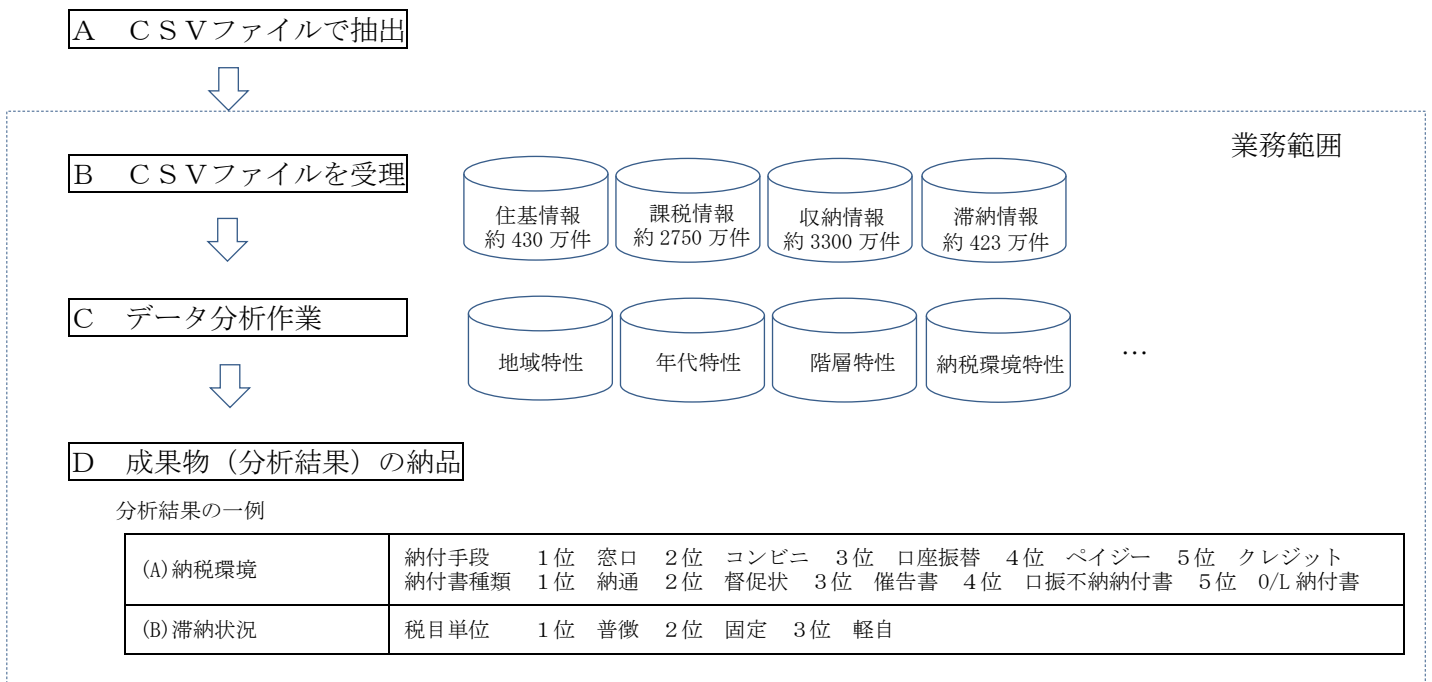 A　ＣＳＶファイルで抽出
業務範囲
B　ＣＳＶファイルを受理
住基情報
約 430 万件
課税情報
約 2750 万件
収納情報
約 3300 万件
滞納情報
約 423 万件
C　データ分析作業
地域特性
年代特性
階層特性
納税環境特性
…
D　成果物（分析結果）の納品
分析結果の一例
(A)納税環境
納付手段　　１位　窓口　２位　コンビニ　３位　口座振替　４位　ペイジー　５位　クレジット
納付書種類　１位　納通　２位　督促状　３位　催告書　４位　口振不納納付書　５位　O/L 納付書
(B)滞納状況
税目単位　　１位　普徴　２位　固定　３位　軽自